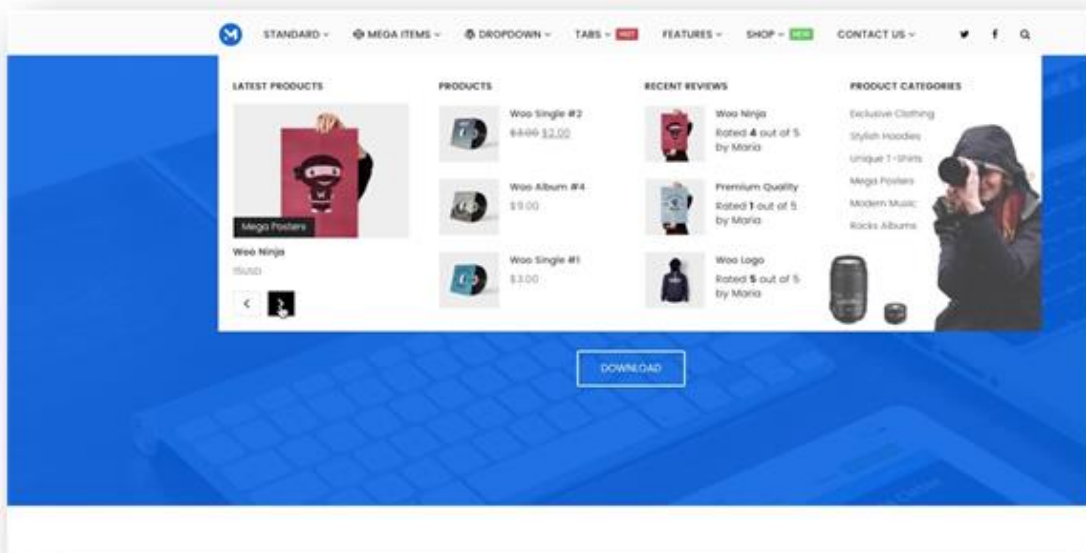 STANDARD
MEGA ITEMS
DROPDOWN
TABS HOT
FEATURES
SHOP NEW
CONTACT US
LATEST PRODUCTS
Mega Posters
Woo Ninja
15USD
PRODUCTS
Woo Single #2
$3.00 $2.00
Woo Album #4
$9.00
Woo Single #1
$3.00
RECENT REVIEWS
Woo Ninja
Rated 4 out of 5
by Maria
Premium Quality
Rated 1 out of 5
by Maria
Woo Logo
Rated 5 out of 5
by Maria
PRODUCT CATEGORIES
Exclusive Clothing
Stylish Hoodies
Unique T-Shirts
Mega Posters
Modern Music
Rocks Albums
DOWNLOAD